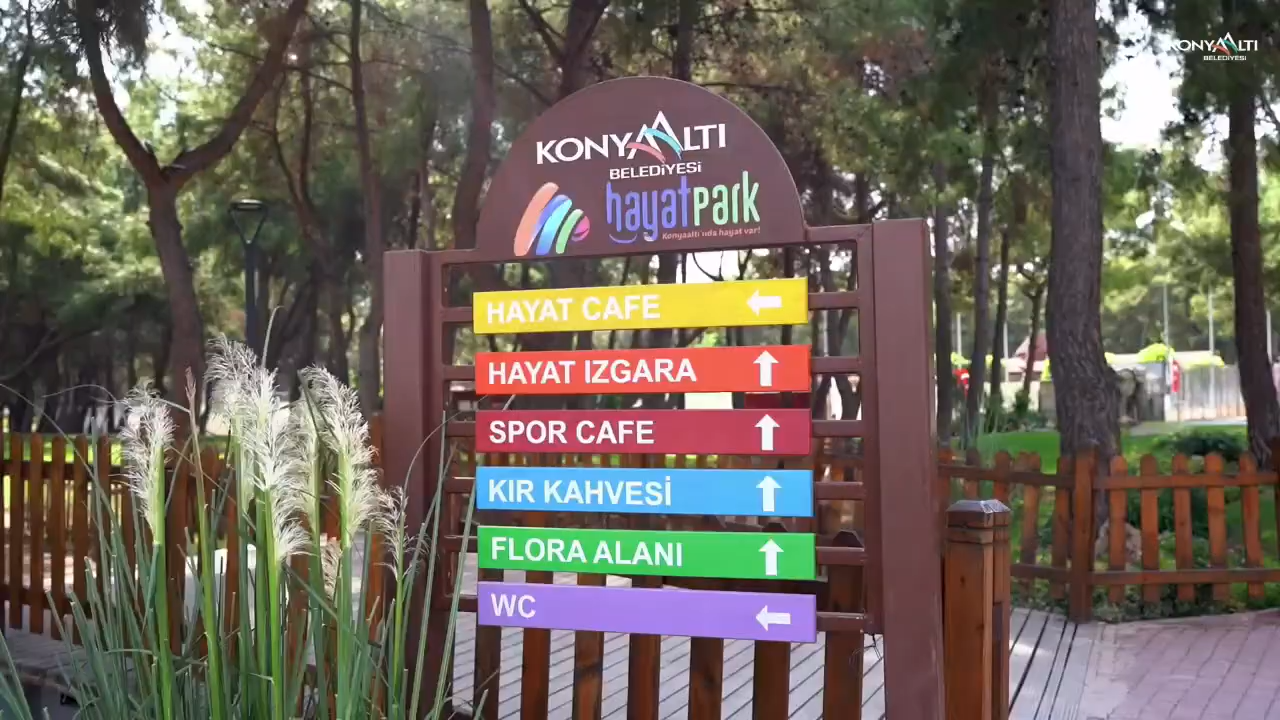 KONYAALTI
BELEDİYESİ
KONYAALTI
BELEDİYESİ
hayatpark
Konyaaltı'nda hayat var!
HAYAT CAFE
HAYAT IZGARA
SPOR CAFE
KIR KAHVESİ
FLORA ALANI
WC